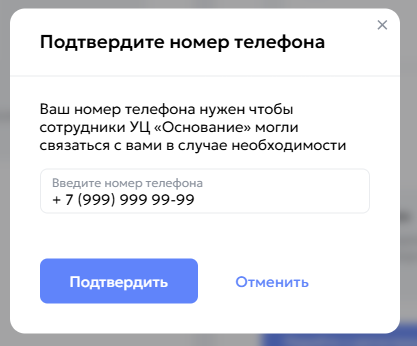 Подтвердите номер телефона
Ваш номер телефона нужен чтобы
сотрудники УЦ «Основание» могли
связаться с вами в случае необходимости
Введите номер телефона
+ 7 (999) 999 99-99
Подтвердить Отменить